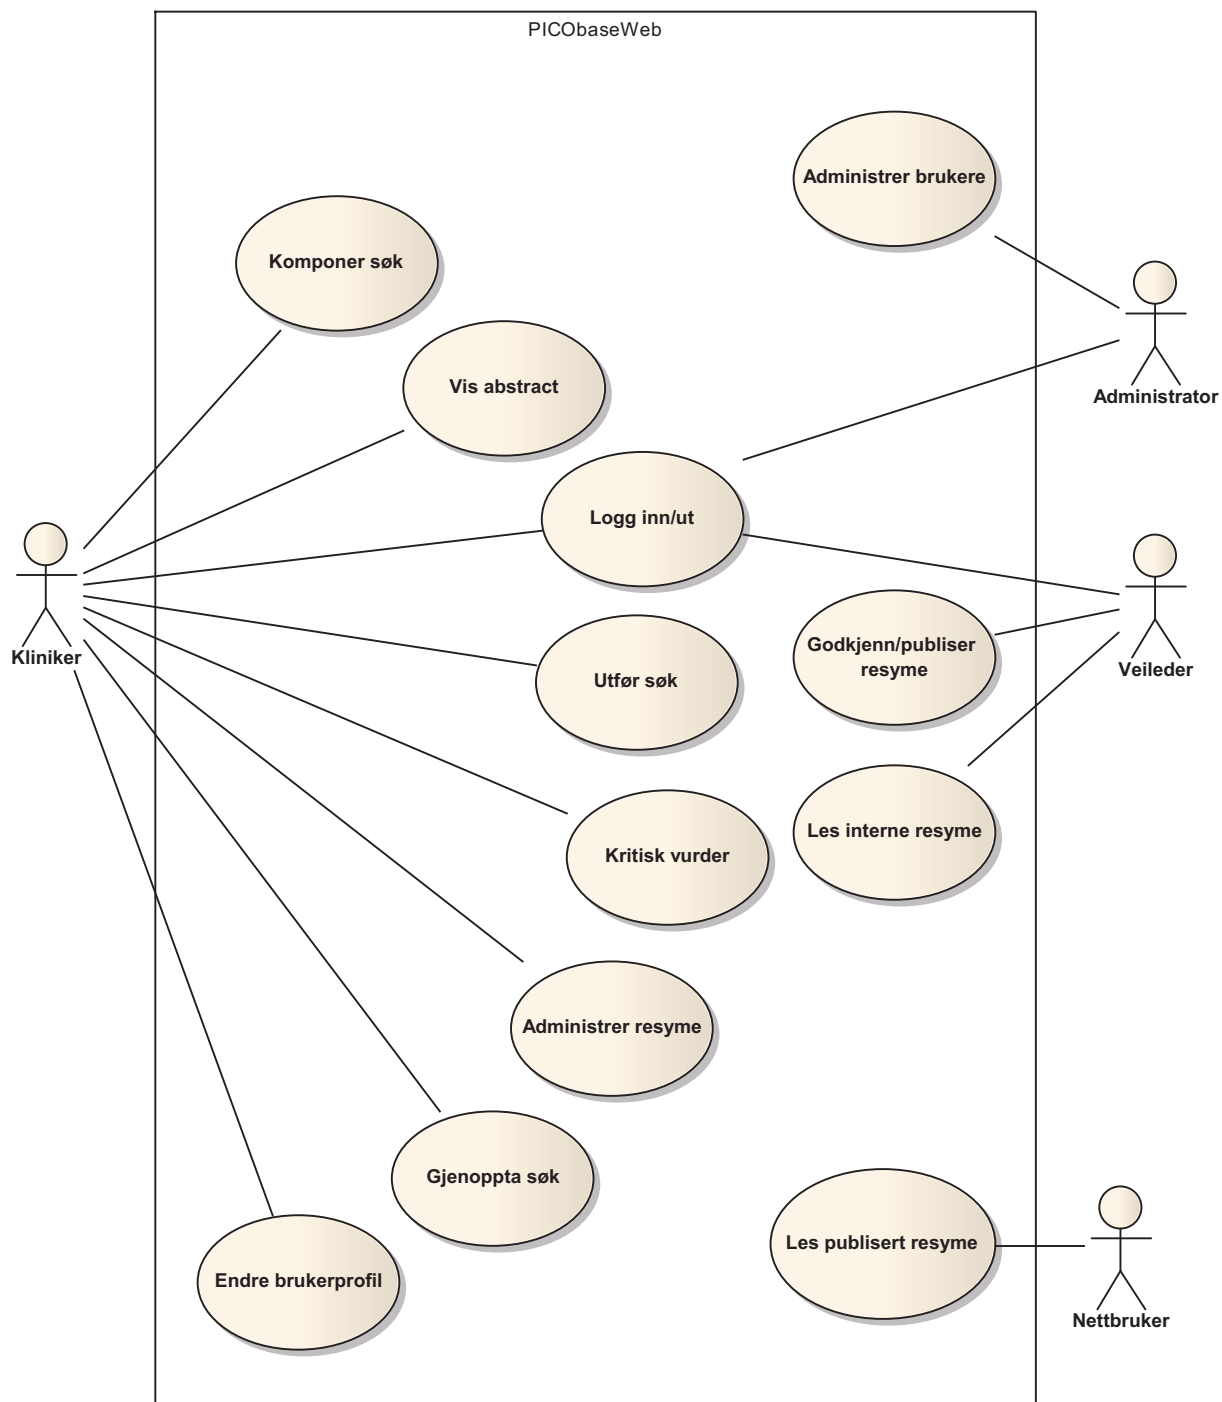 PICObaseWeb
Administrer brukere
Komponer søk
Vis abstract
Administrator
Logg inn/ut
Kliniker
Godkjenn/publiser
resyme
Veileder
Utfør søk
Les interne resyme
Kritisk vurder
Administrer resyme
Gjenoppta søk
Les publisert resyme
Endre brukerprofil
Nettbruker